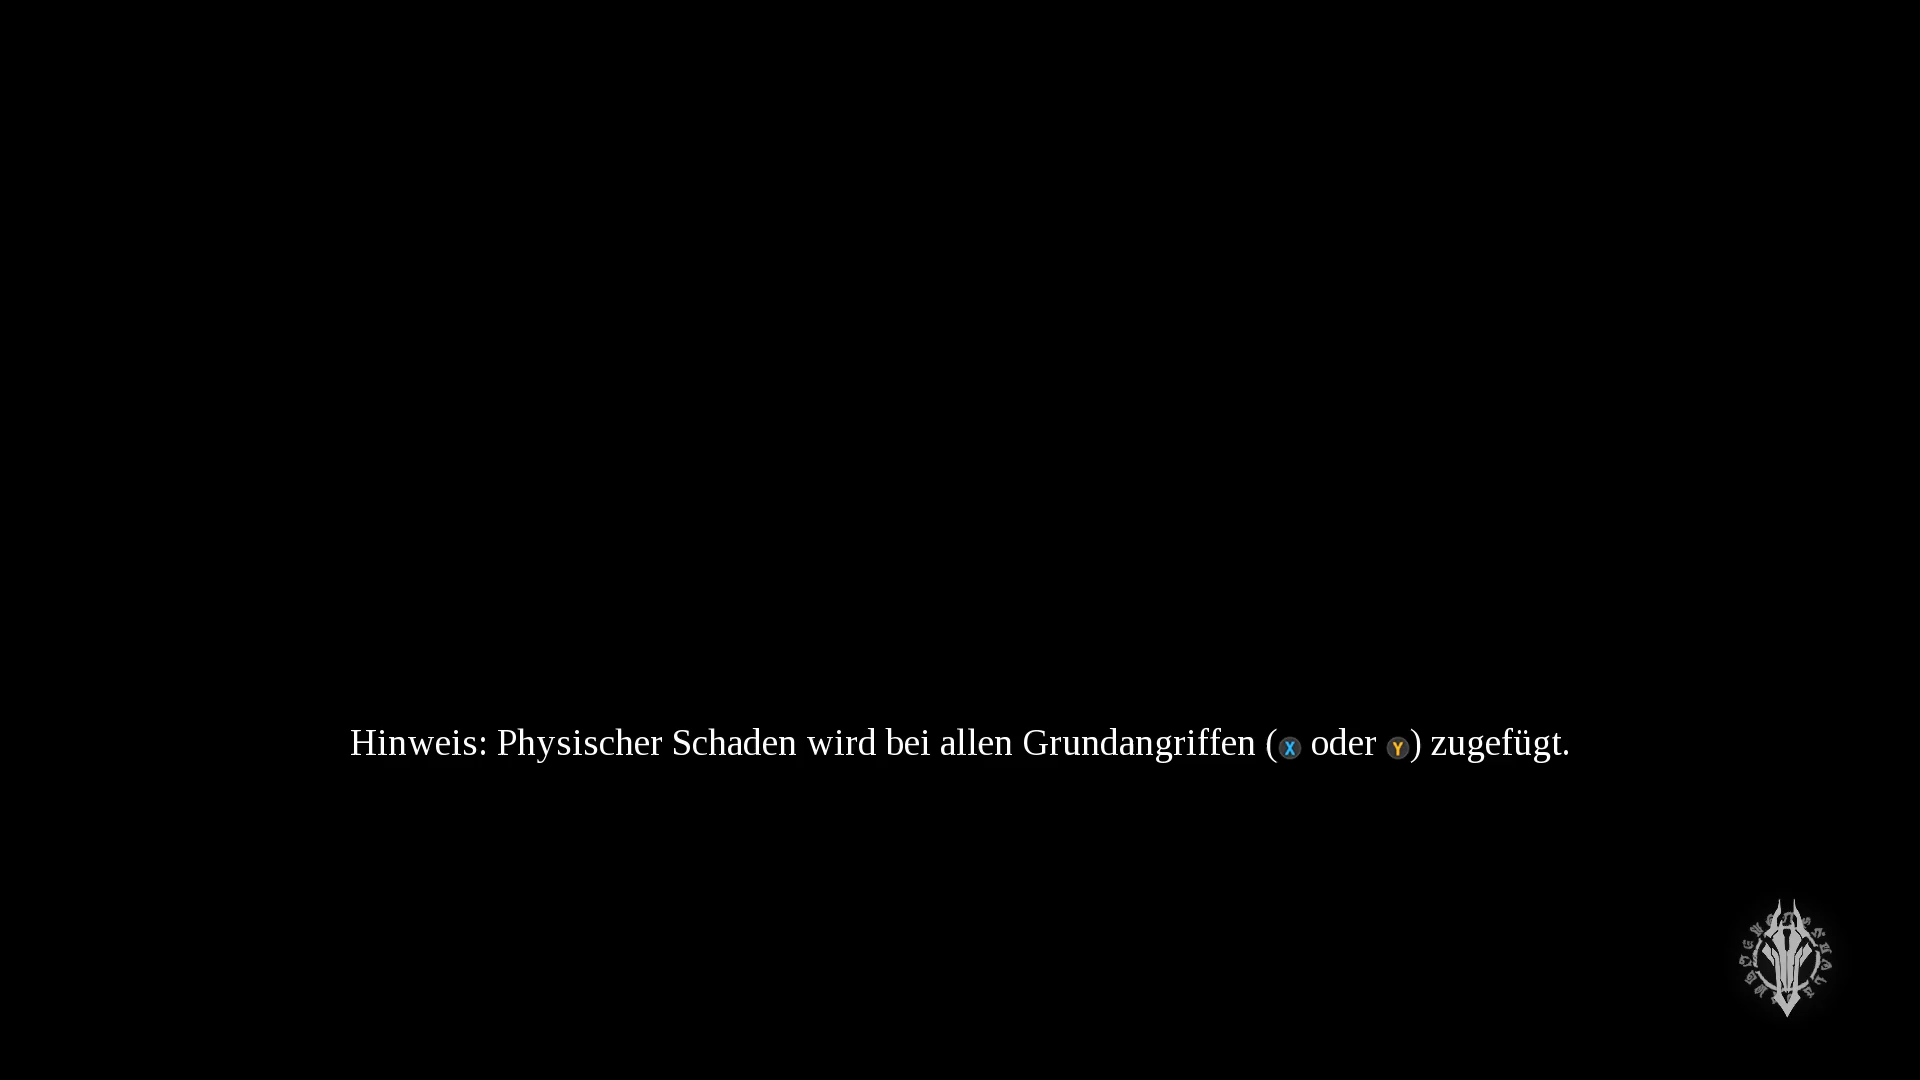 Hinweis: Physischer Schaden wird bei allen Grundangriffen (X oder Y) zugefügt.